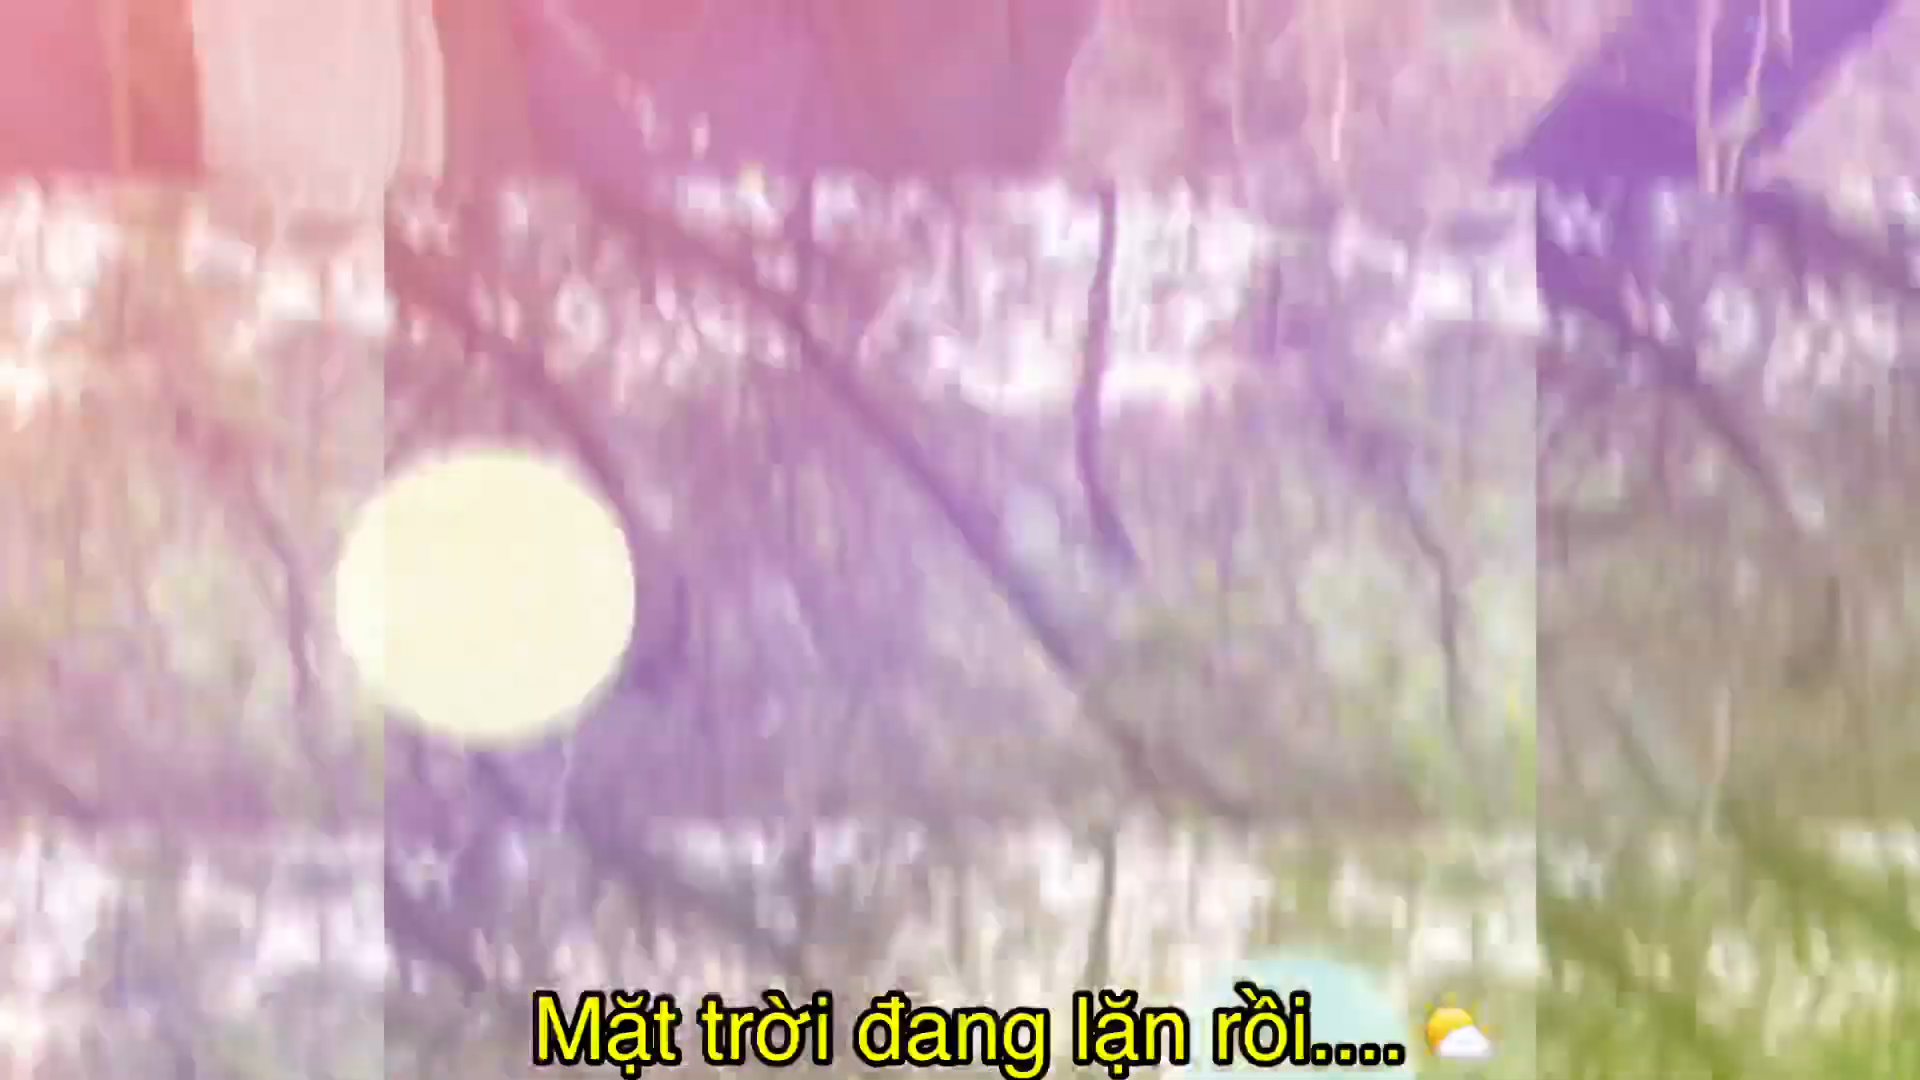 Mặt trời đang lặn rồi.... 🌤️